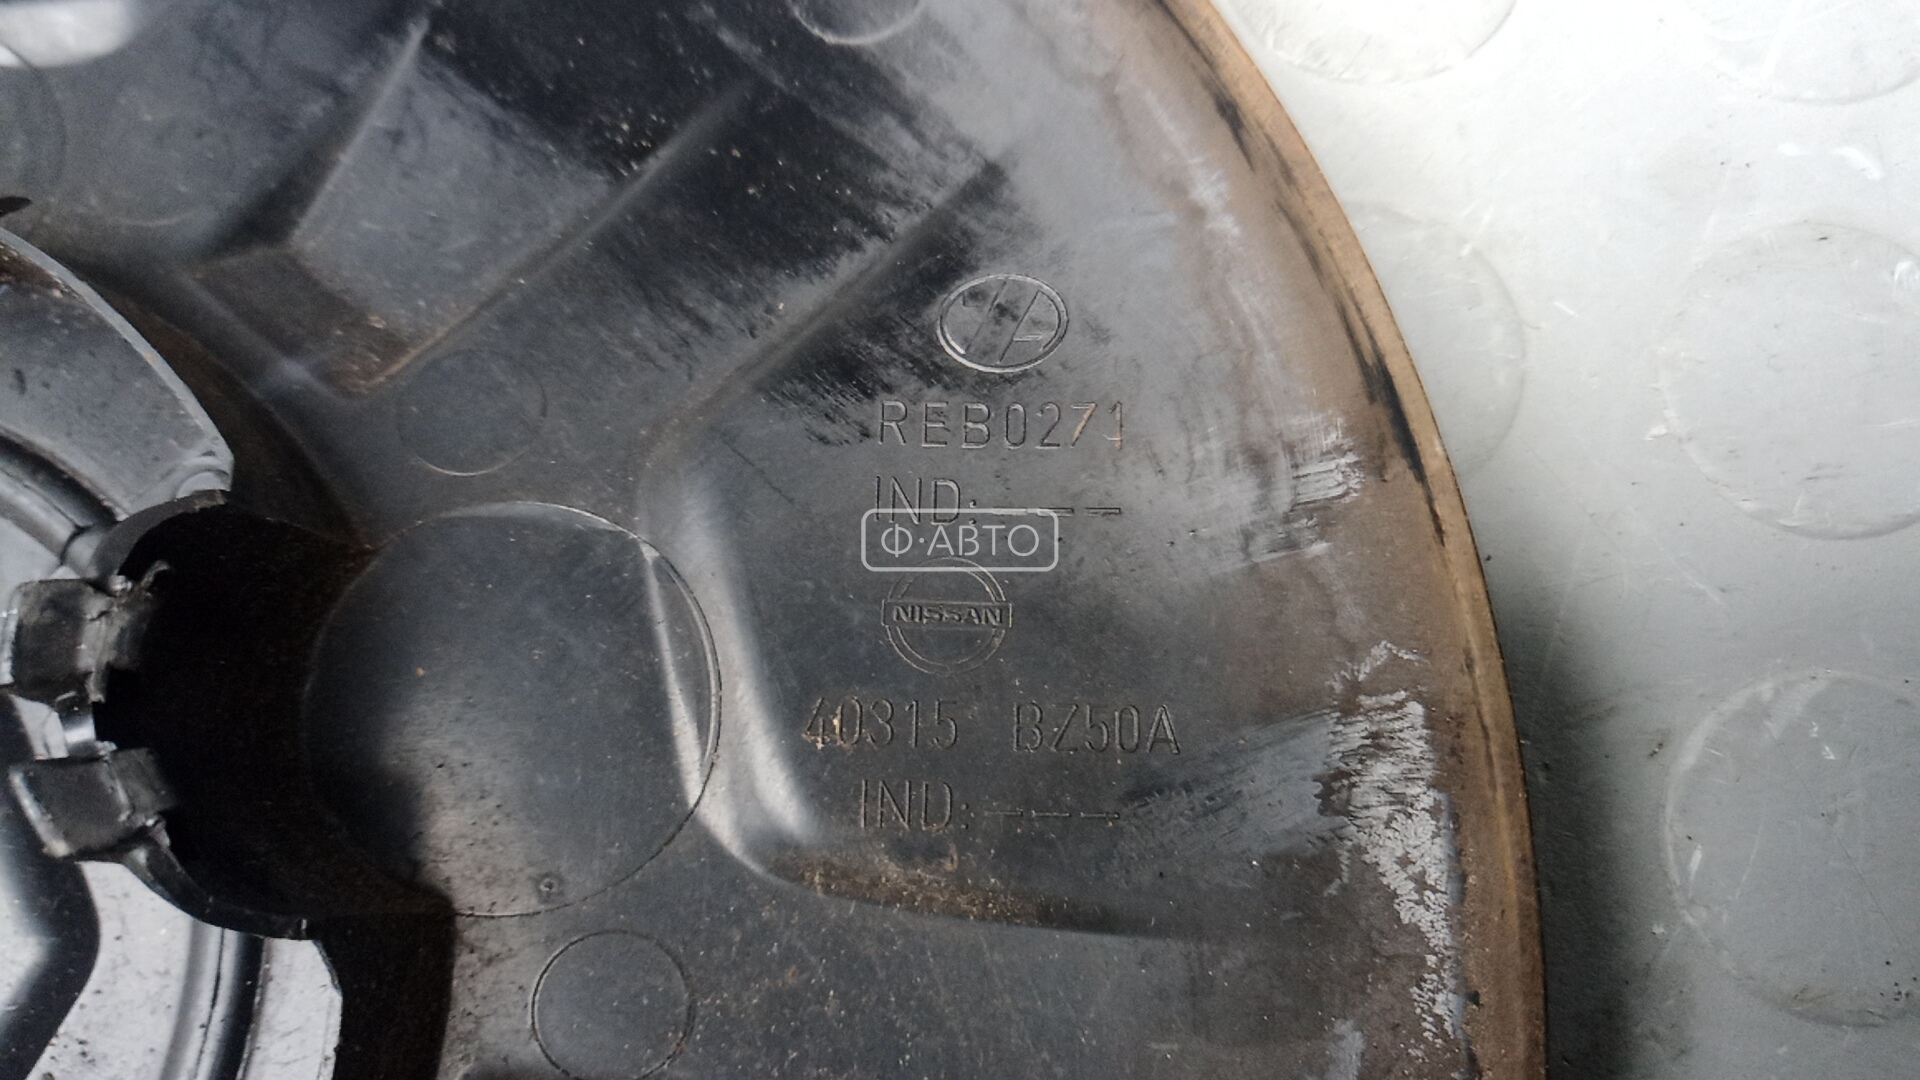 REB0271
IND:----
Ф·АВТО
NISSAN
40315 BZ50A
IND:----